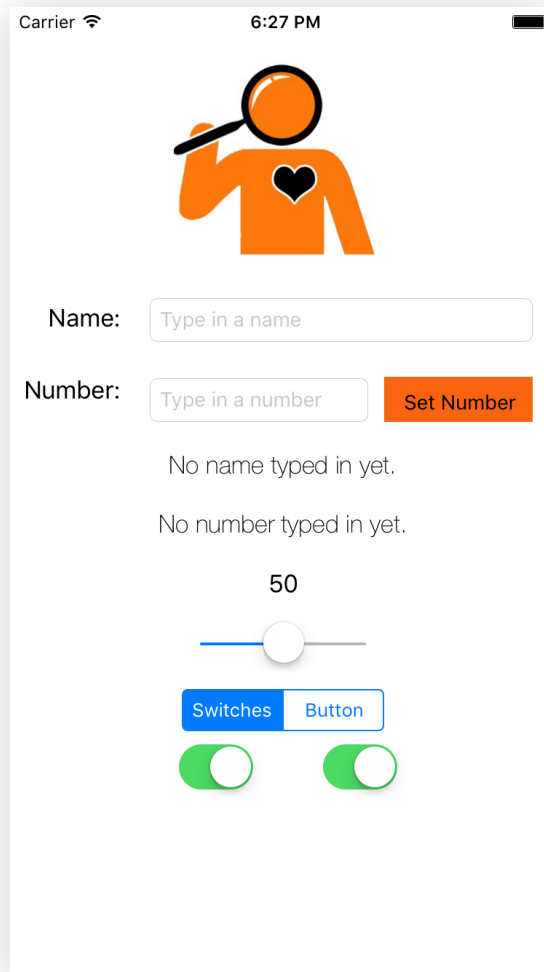 Carrier 6:27 PM
Name: Type in a name
Number: Type in a number Set Number
No name typed in yet.
No number typed in yet.
50
Switches Button